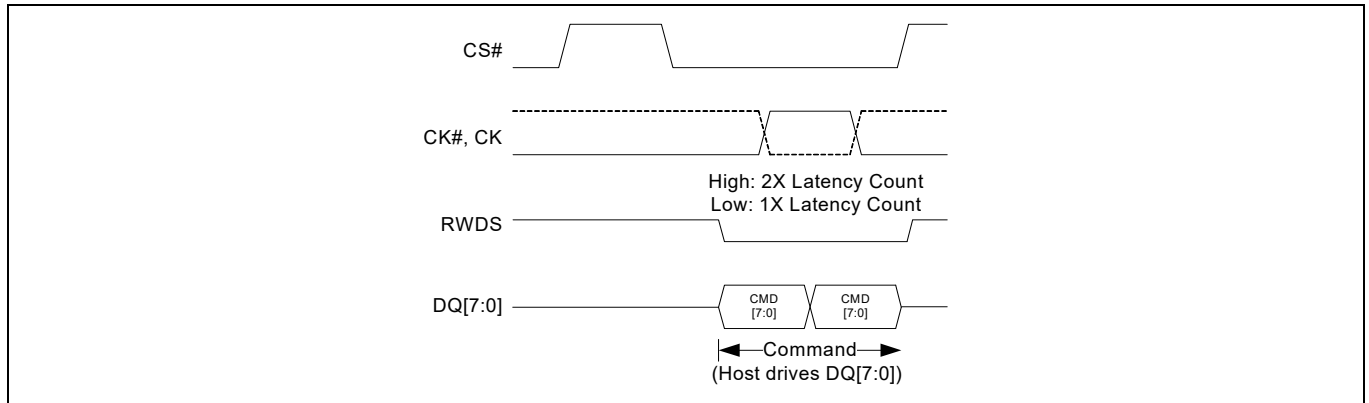 CS#
CK#, CK
High: 2X Latency Count
Low: 1X Latency Count
RWDS
DQ[7:0]
CMD
[7:0]
CMD
[7:0]
Command
(Host drives DQ[7:0])